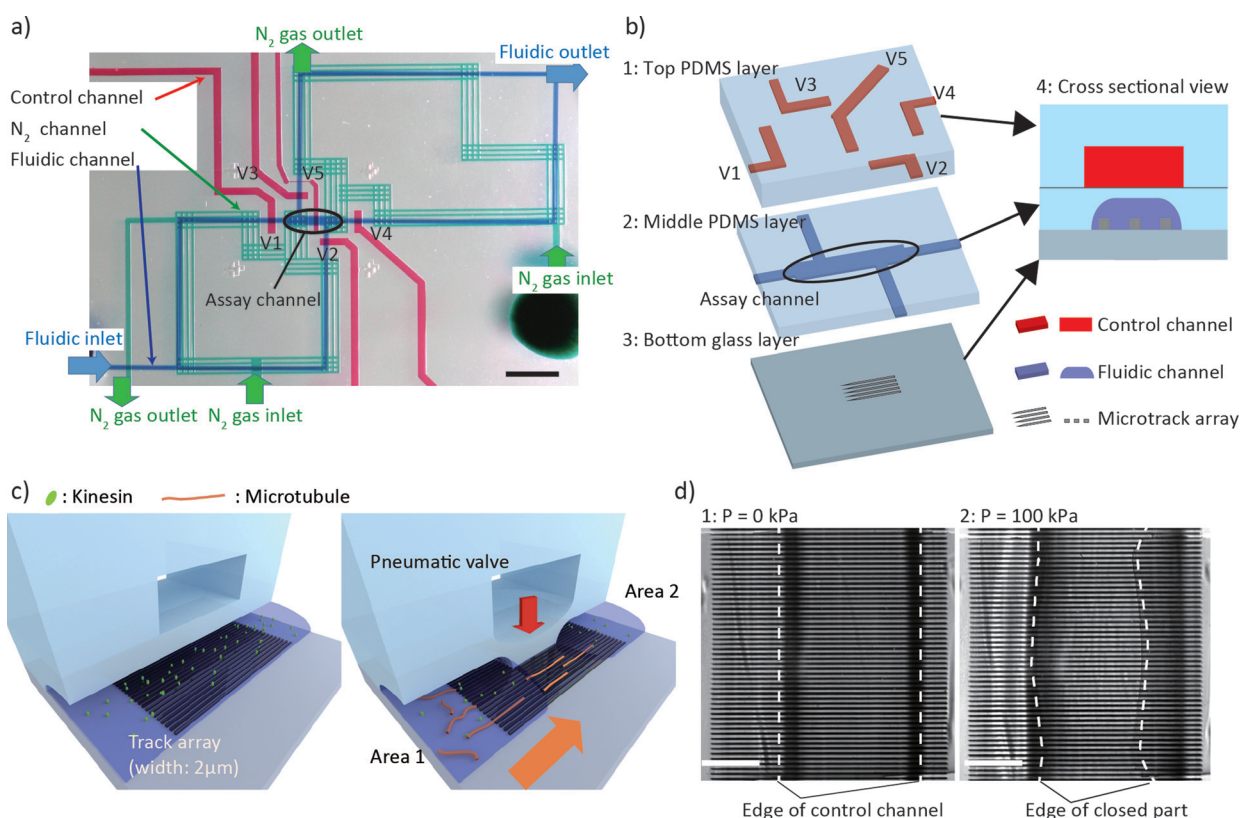 a)
N₂ gas outlet
Fluidic outlet
Control channel
N₂ channel
Fluidic channel
V3
V5
V4
V1
V2
Assay channel
N₂ gas inlet
Fluidic inlet
N₂ gas outlet
N₂ gas inlet
b)
1: Top PDMS layer
V5
V3
V4
V1
V2
4: Cross sectional view
2: Middle PDMS layer
Assay channel
3: Bottom glass layer
Control channel
Fluidic channel
Microtrack array
c)
: Kinesin
: Microtubule
Track array
(width: 2μm)
Pneumatic valve
Area 2
Area 1
d)
1: P = 0 kPa
2: P = 100 kPa
Edge of control channel
Edge of closed part